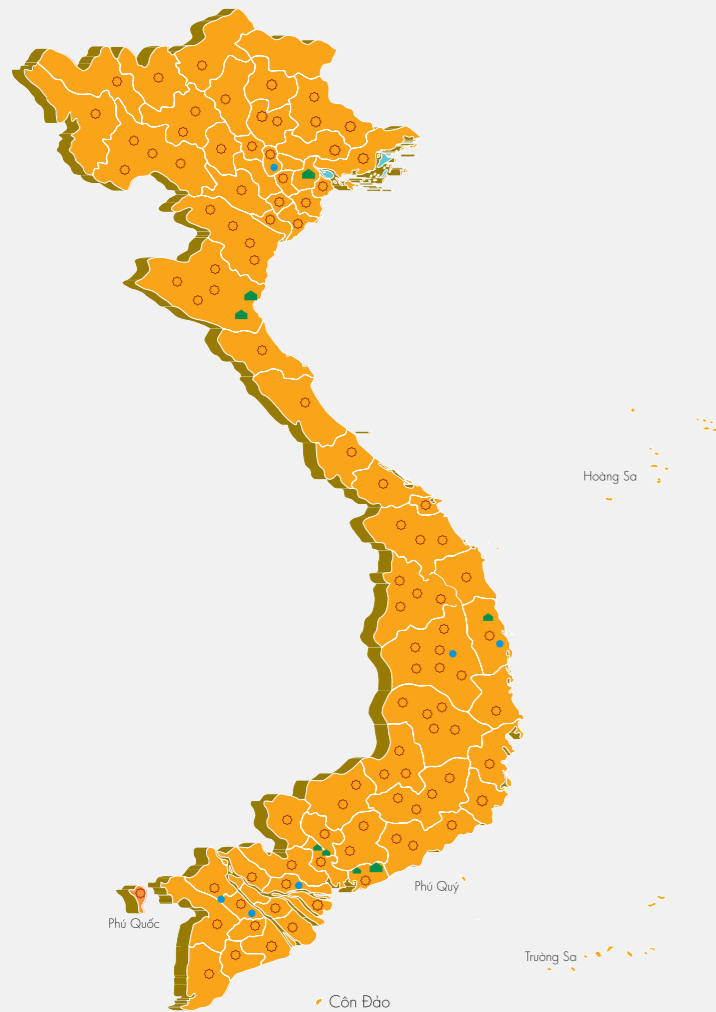 Hoàng Sa
Phú Quý
Phú Quốc
Trường Sa
Côn Đảo